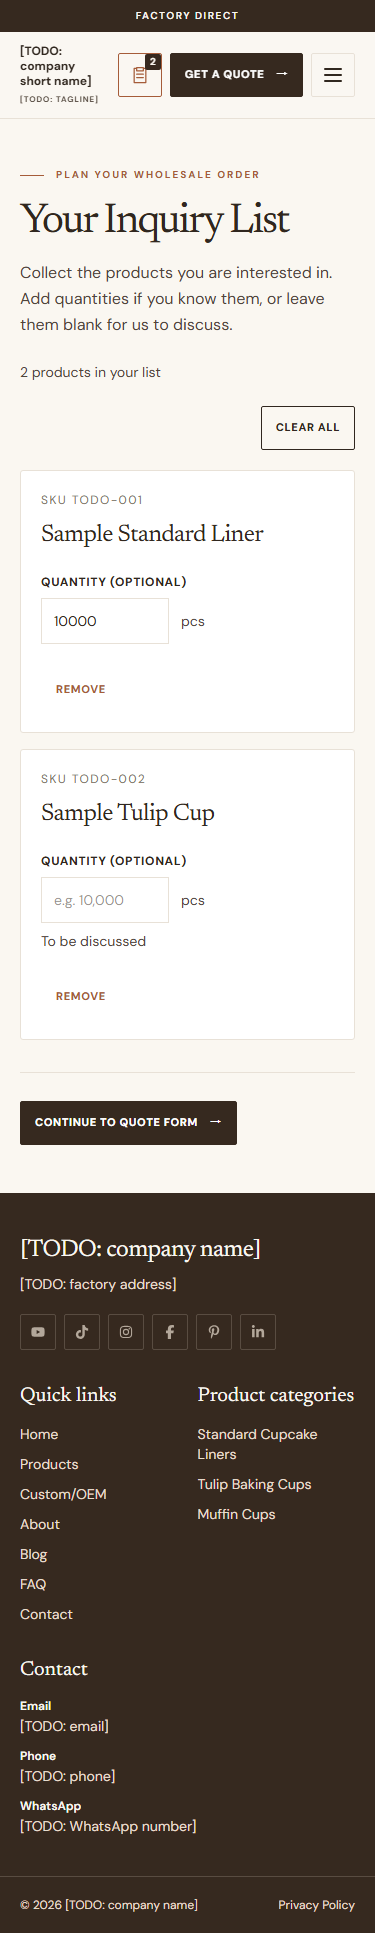 FACTORY DIRECT
[TODO:
company
short name]
[TODO: TAGLINE]
2
GET A QUOTE →
PLAN YOUR WHOLESALE ORDER
Your Inquiry List
Collect the products you are interested in.
Add quantities if you know them, or leave
them blank for us to discuss.
2 products in your list
CLEAR ALL
SKU TODO-001
Sample Standard Liner
QUANTITY (OPTIONAL)
10000 pcs
REMOVE
SKU TODO-002
Sample Tulip Cup
QUANTITY (OPTIONAL)
e.g. 10,000 pcs
To be discussed
REMOVE
CONTINUE TO QUOTE FORM →
[TODO: company name]
[TODO: factory address]
Quick links
Home
Products
Custom/OEM
About
Blog
FAQ
Contact
Product categories
Standard Cupcake
Liners
Tulip Baking Cups
Muffin Cups
Contact
Email
[TODO: email]
Phone
[TODO: phone]
WhatsApp
[TODO: WhatsApp number]
© 2026 [TODO: company name]
Privacy Policy